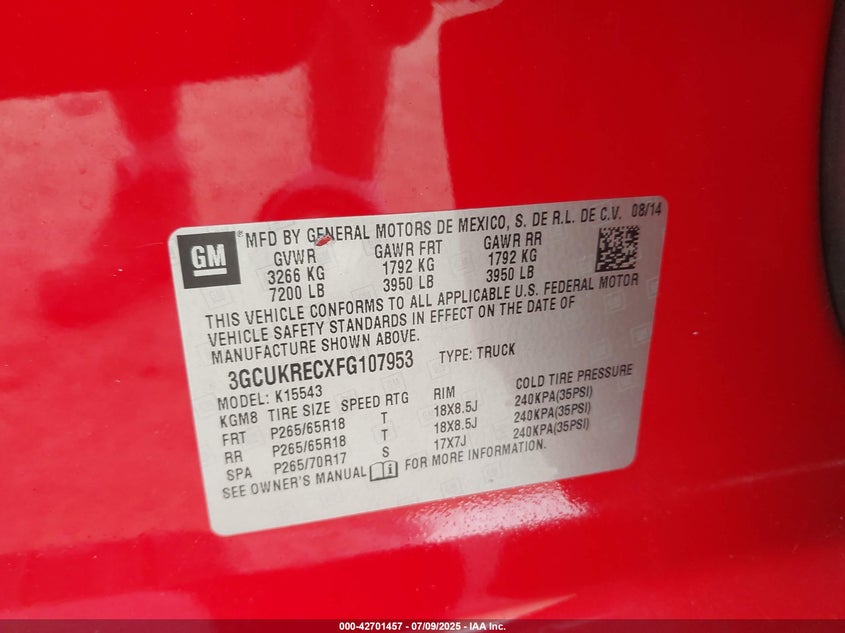 GM
MFD BY GENERAL MOTORS DE MEXICO, S. DE R.L. DE C.V. 08/14
GVWR GAWR FRT GAWR RR
3266 KG 1792 KG 1792 KG
7200 LB 3950 LB 3950 LB
THIS VEHICLE CONFORMS TO ALL APPLICABLE U.S. FEDERAL MOTOR
VEHICLE SAFETY STANDARDS IN EFFECT ON THE DATE OF
MANUFACTURE SHOWN ABOVE.
3GCUKRECXFG107953 TYPE: TRUCK
MODEL: K15543
KGM8 TIRE SIZE SPEED RTG RIM COLD TIRE PRESSURE
FRT P265/65R18 T 18X8.5J 240KPA(35PSI)
RR P265/65R18 T 18X8.5J 240KPA(35PSI)
SPA P265/70R17 S 17X7J 240KPA(35PSI)
SEE OWNER'S MANUAL FOR MORE INFORMATION.
000-42701457 | 07/09/2025 - IAA Inc.